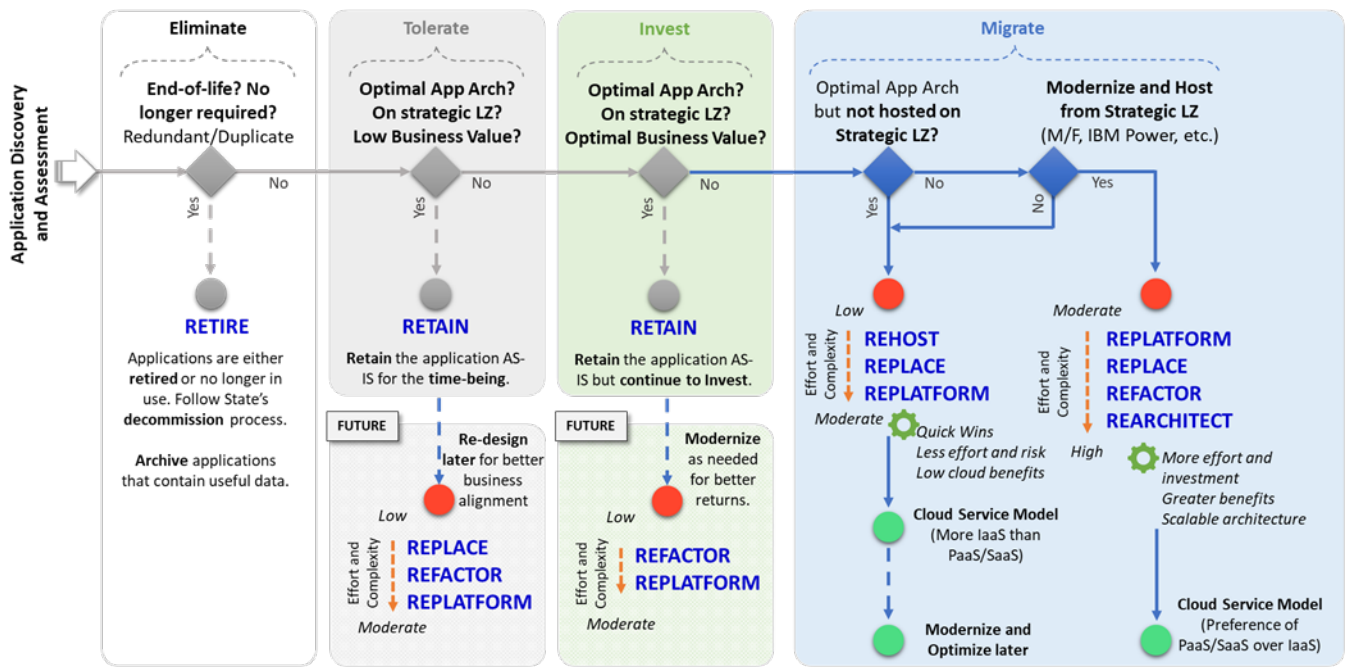 Application Discovery
and Assessment
Eliminate
End-of-life? No
longer required?
Redundant/Duplicate
No
Yes
RETIRE
Applications are either
retired or no longer in
use. Follow State's
decommission process.
Archive applications
that contain useful data.
Tolerate
Optimal App Arch?
On strategic LZ?
Low Business Value?
No
Yes
RETAIN
Retain the application AS-
IS for the time-being.
FUTURE
Re-design
later for better
business
alignment
Low
Effort and
Complexity
REPLACE
REFACTOR
REPLATFORM
Moderate
Invest
Optimal App Arch?
On strategic LZ?
Optimal Business Value?
No
Yes
RETAIN
Retain the application AS-
IS but continue to Invest.
FUTURE
Modernize
as needed
for better
returns.
Low
Effort and
Complexity
REFACTOR
REPLATFORM
Moderate
Migrate
Optimal App Arch
but not hosted on
Strategic LZ?
No
Yes
Low
Effort and
Complexity
REHOST
REPLACE
REPLATFORM
Moderate
Quick Wins
Less effort and risk
Low cloud benefits
Cloud Service Model
(More IaaS than
PaaS/SaaS)
Modernize and
Optimize later
Modernize and Host
from Strategic LZ
(M/F, IBM Power, etc.)
Yes
No
Moderate
Effort and
Complexity
REPLATFORM
REPLACE
REFACTOR
REARCHITECT
High
More effort and
investment
Greater benefits
Scalable architecture
Cloud Service Model
(Preference of
PaaS/SaaS over IaaS)